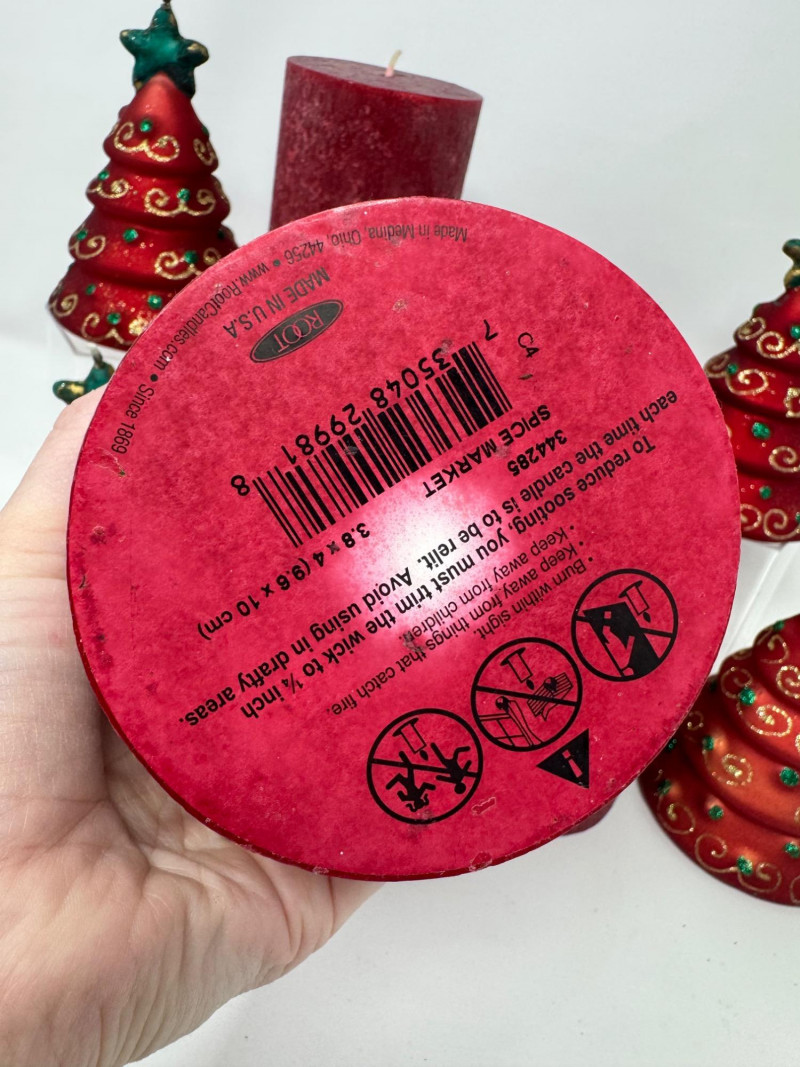 • Burn within sight.
• Keep away from things that catch fire.
• Keep away from children.
To reduce sooting, you must trim the wick to ¼ inch
each time the candle is to be relit. Avoid using in drafty areas.
344285
SPICE MARKET
3.8 x 4 (9.6 x 10 cm)
C4
7 35048 29981 8
ROOT
MADE IN U.S.A
Made in Medina, Ohio, 44256 • www.RootCandles.com • Since 1869